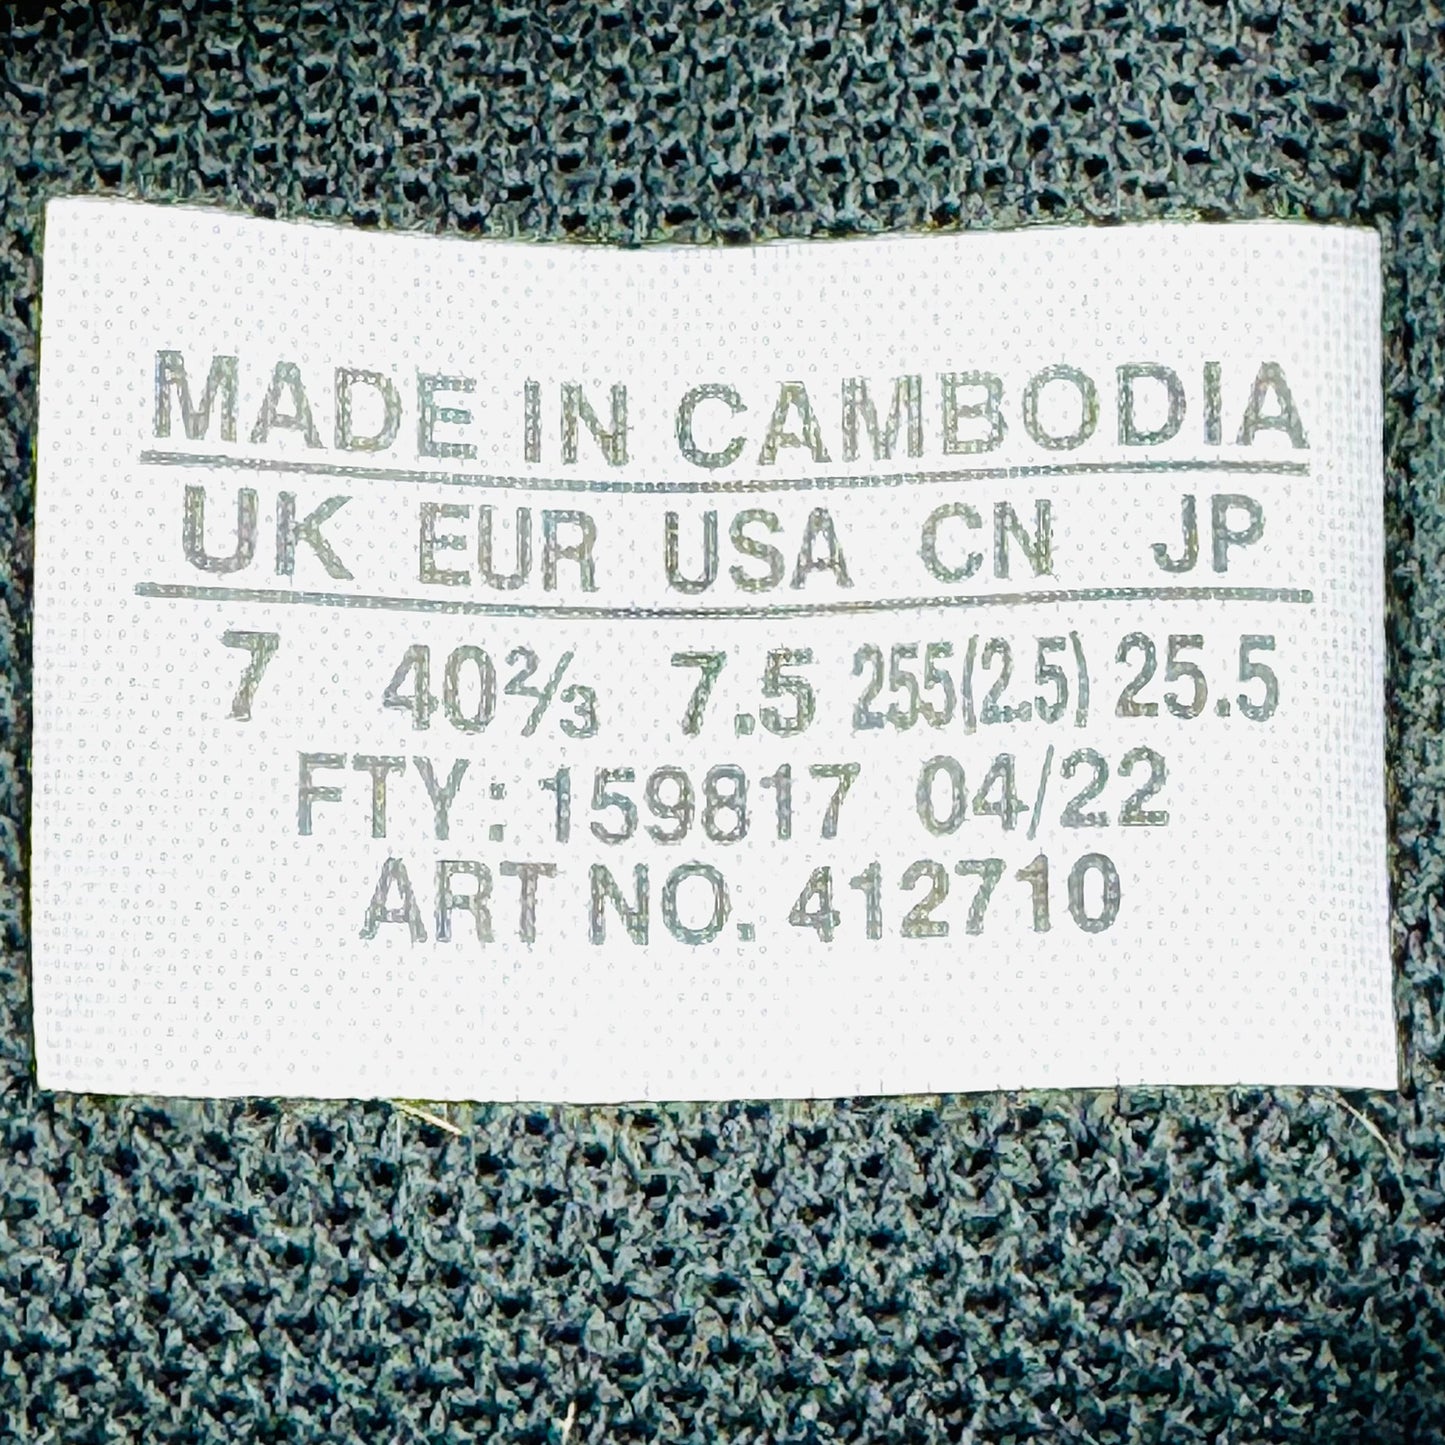 MADE IN CAMBODIA
UK EUR USA CN JP
7 40⅔ 7.5 255(2.5) 25.5
FTY: 159817 04/22
ART NO. 412710